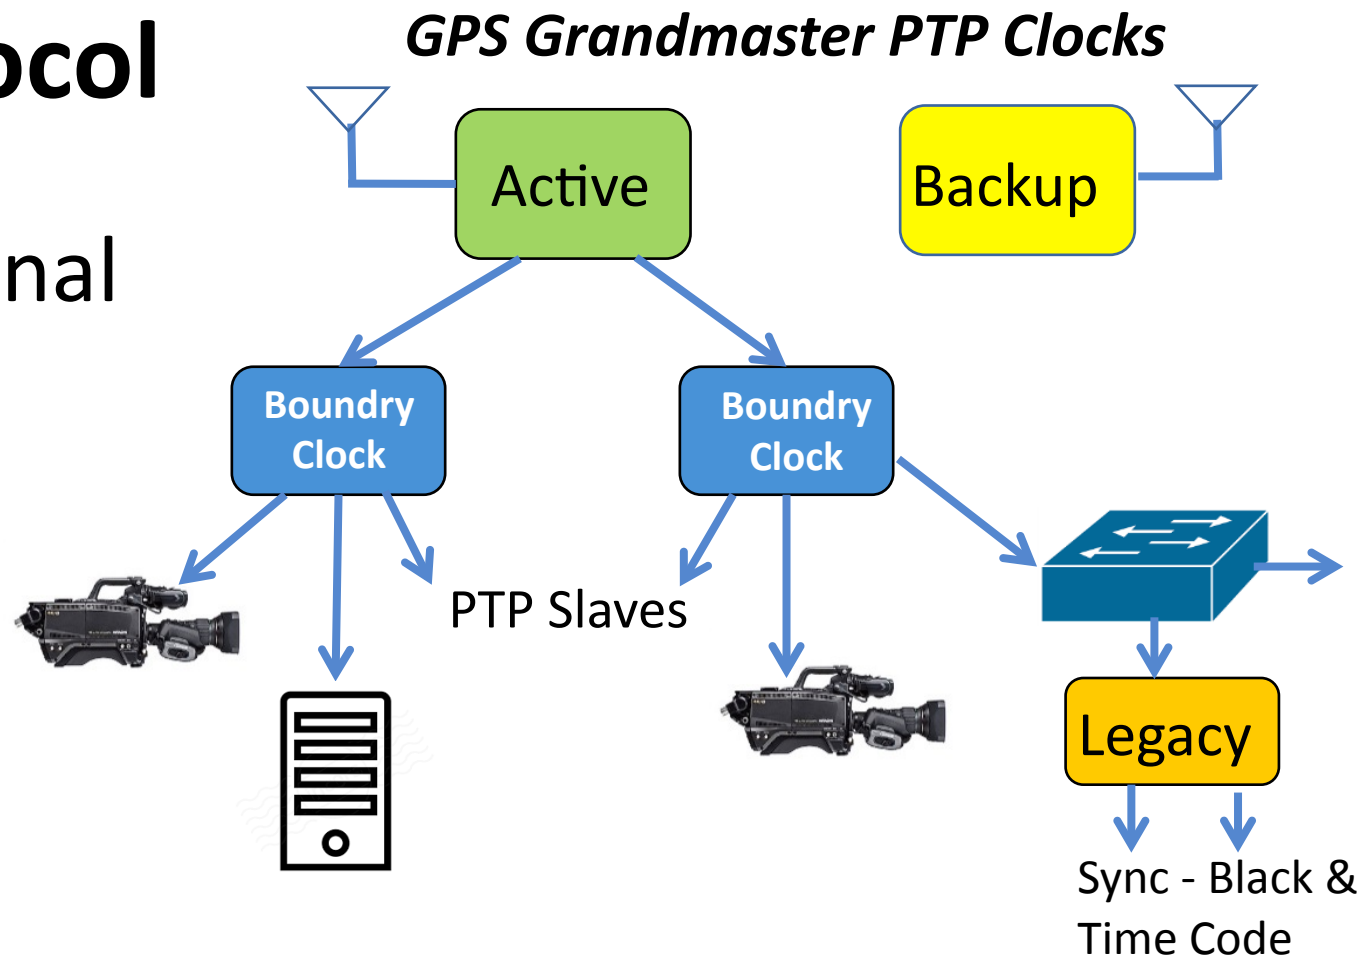 ocol
GPS Grandmaster PTP Clocks
Active
Backup
nal
Boundry
Clock
Boundry
Clock
PTP Slaves
Legacy
Sync - Black &
Time Code